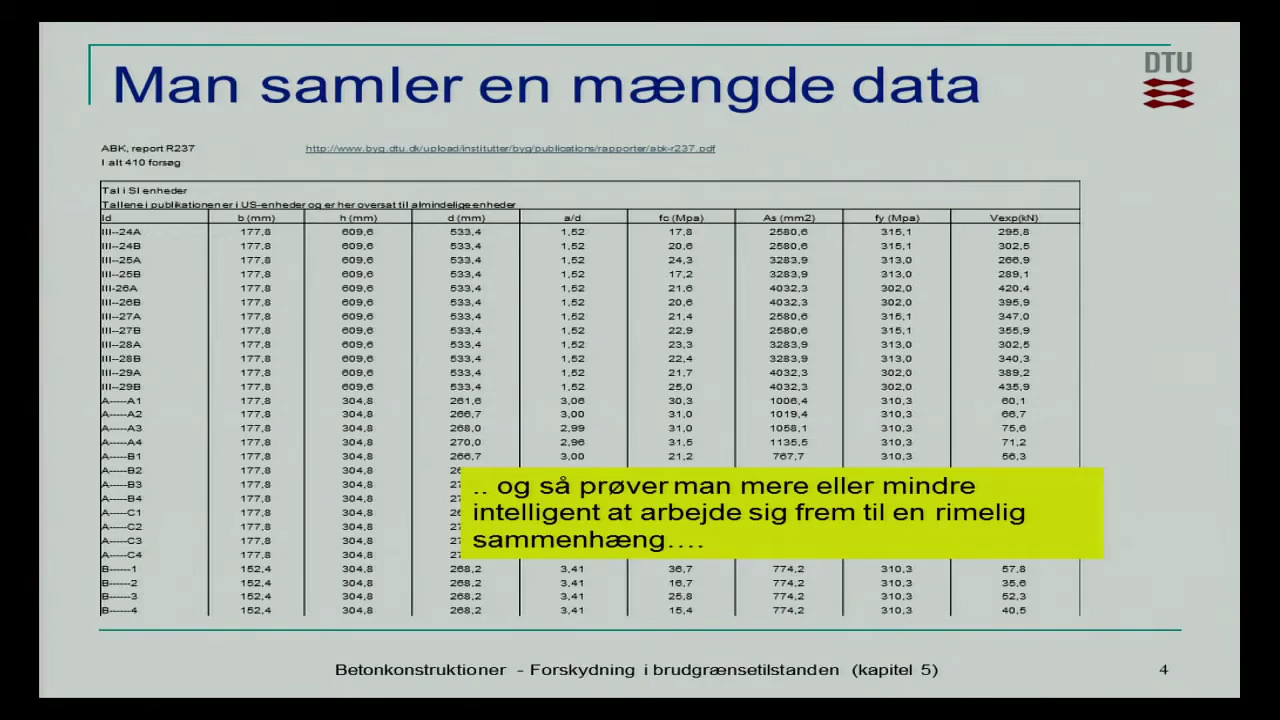 Man samler en mængde data
DTU
ABK, report R237 http://www.byg.dtu.dk/upload/institutter/byg/publications/rapporter/abk-r237.pdf
I alt 410 forsøg
Tal i SI enheder
Tallene i publikationen er i US-enheder og er her oversat til almindelige enheder
Id b (mm) h (mm) d (mm) a/d fc (Mpa) As (mm2) fy (Mpa) Vexp(kN)
III--24A 177,8 609,6 533,4 1,52 17,8 2580,6 315,1 295,8
III--24B 177,8 609,6 533,4 1,52 20,6 2580,6 315,1 302,5
III--25A 177,8 609,6 533,4 1,52 24,3 3283,9 313,0 266,9
III--25B 177,8 609,6 533,4 1,52 17,2 3283,9 313,0 289,1
III-26A 177,8 609,6 533,4 1,52 21,6 4032,3 302,0 420,4
III--26B 177,8 609,6 533,4 1,52 20,6 4032,3 302,0 395,9
III--27A 177,8 609,6 533,4 1,52 21,4 2580,6 315,1 347,0
III--27B 177,8 609,6 533,4 1,52 22,9 2580,6 315,1 355,9
III--28A 177,8 609,6 533,4 1,52 23,3 3283,9 313,0 302,5
III--28B 177,8 609,6 533,4 1,52 22,4 3283,9 313,0 340,3
III--29A 177,8 609,6 533,4 1,52 21,7 4032,3 302,0 389,2
III--29B 177,8 609,6 533,4 1,52 25,0 4032,3 302,0 435,9
A-----A1 177,8 304,8 261,6 3,06 30,3 1006,4 310,3 60,1
A-----A2 177,8 304,8 266,7 3,00 31,0 1019,4 310,3 66,7
A-----A3 177,8 304,8 268,0 2,99 31,0 1058,1 310,3 75,6
A-----A4 177,8 304,8 270,0 2,96 31,5 1135,5 310,3 71,2
A-----B1 177,8 304,8 266,7 3,00 21,2 767,7 310,3 56,3
A-----B2 177,8 304,8
A-----B3 177,8 304,8
A-----B4 177,8 304,8
A-----C1 177,8 304,8
A-----C2 177,8 304,8
A-----C3 177,8 304,8
A-----C4 177,8 304,8
.. og så prøver man mere eller mindre
intelligent at arbejde sig frem til en rimelig
sammenhæng....
B------1 152,4 304,8 268,2 3,41 36,7 774,2 310,3 57,8
B------2 152,4 304,8 268,2 3,41 16,7 774,2 310,3 35,6
B------3 152,4 304,8 268,2 3,41 25,8 774,2 310,3 52,3
B------4 152,4 304,8 268,2 3,41 15,4 774,2 310,3 40,5
Betonkonstruktioner - Forskydning i brudgrænsetilstanden (kapitel 5) 4